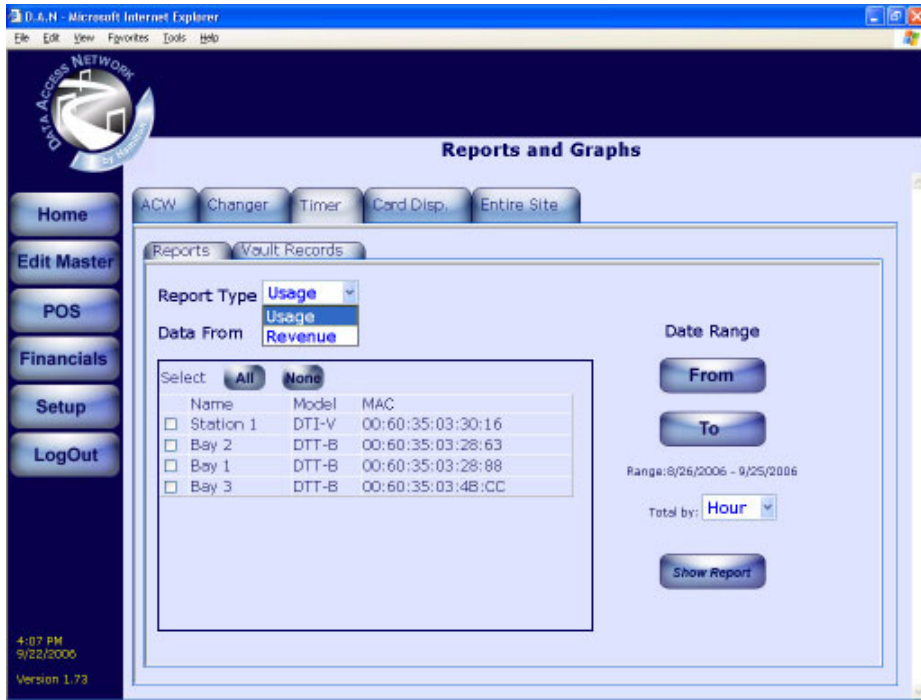 D.A.N - Microsoft Internet Explorer
File Edit View Favorites Tools Help
DATA ACCESS NETWORK
by Hamilton
Reports and Graphs
Home
Edit Master
POS
Financials
Setup
LogOut
ACW Changer Timer Card Disp. Entire Site
Reports Vault Records
Report Type Usage
Usage
Revenue
Data From
Select All None
Name Model MAC
Station 1 DTI-V 00:60:35:03:30:16
Bay 2 DTT-B 00:60:35:03:28:63
Bay 1 DTT-B 00:60:35:03:28:88
Bay 3 DTT-B 00:60:35:03:4B:CC
Date Range
From
To
Range:8/26/2006 - 9/25/2006
Total by: Hour
Show Report
4:07 PM
9/22/2006
Version 1.73